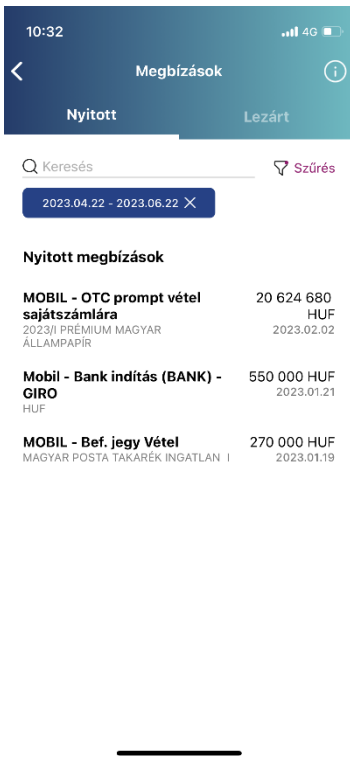 10:32 4G
Megbízások
Nyitott Lezárt
Keresés Szűrés
2023.04.22 - 2023.06.22
Nyitott megbízások
MOBIL - OTC prompt vétel 20 624 680
sajátszámlára HUF
2023/I PRÉMIUM MAGYAR 2023.02.02
ÁLLAMPAPÍR
Mobil - Bank indítás (BANK) - 550 000 HUF
GIRO 2023.01.21
HUF
MOBIL - Bef. jegy Vétel 270 000 HUF
MAGYAR POSTA TAKARÉK INGATLAN I 2023.01.19